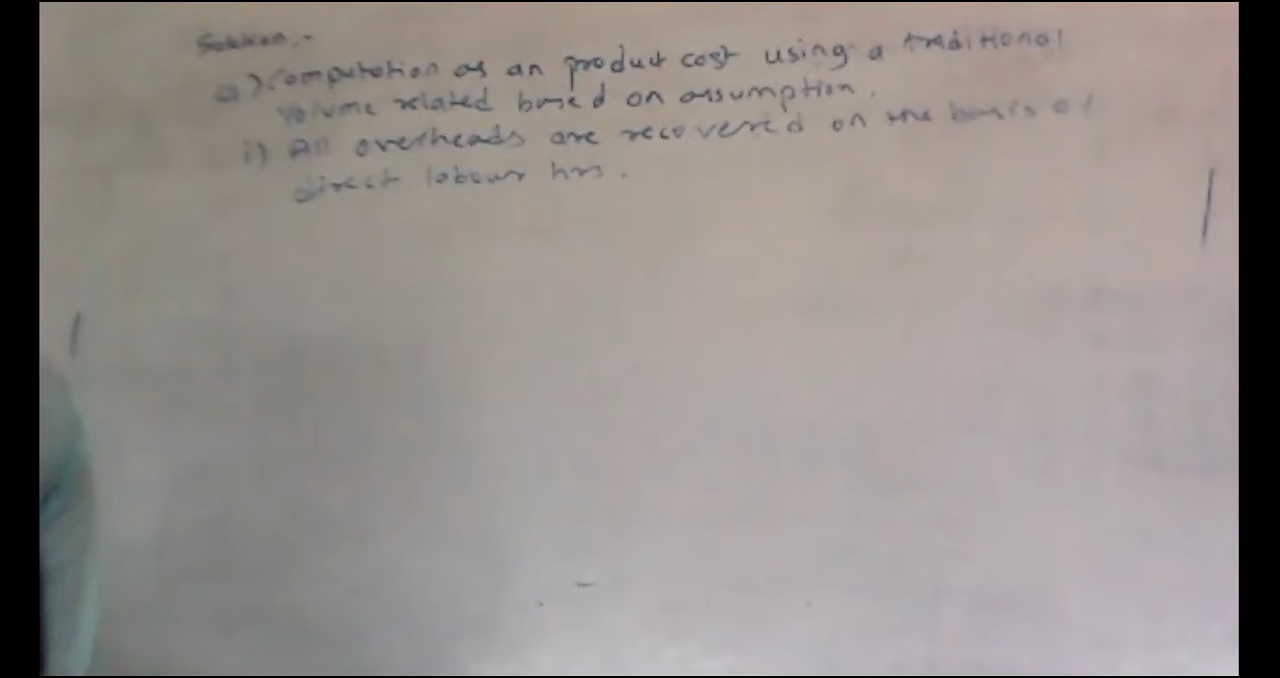 Solution:-
a) Computation of an product cost using a traditional
volume related based on assumption.
i) All overheads are recovered on the basis of
direct labour hrs.